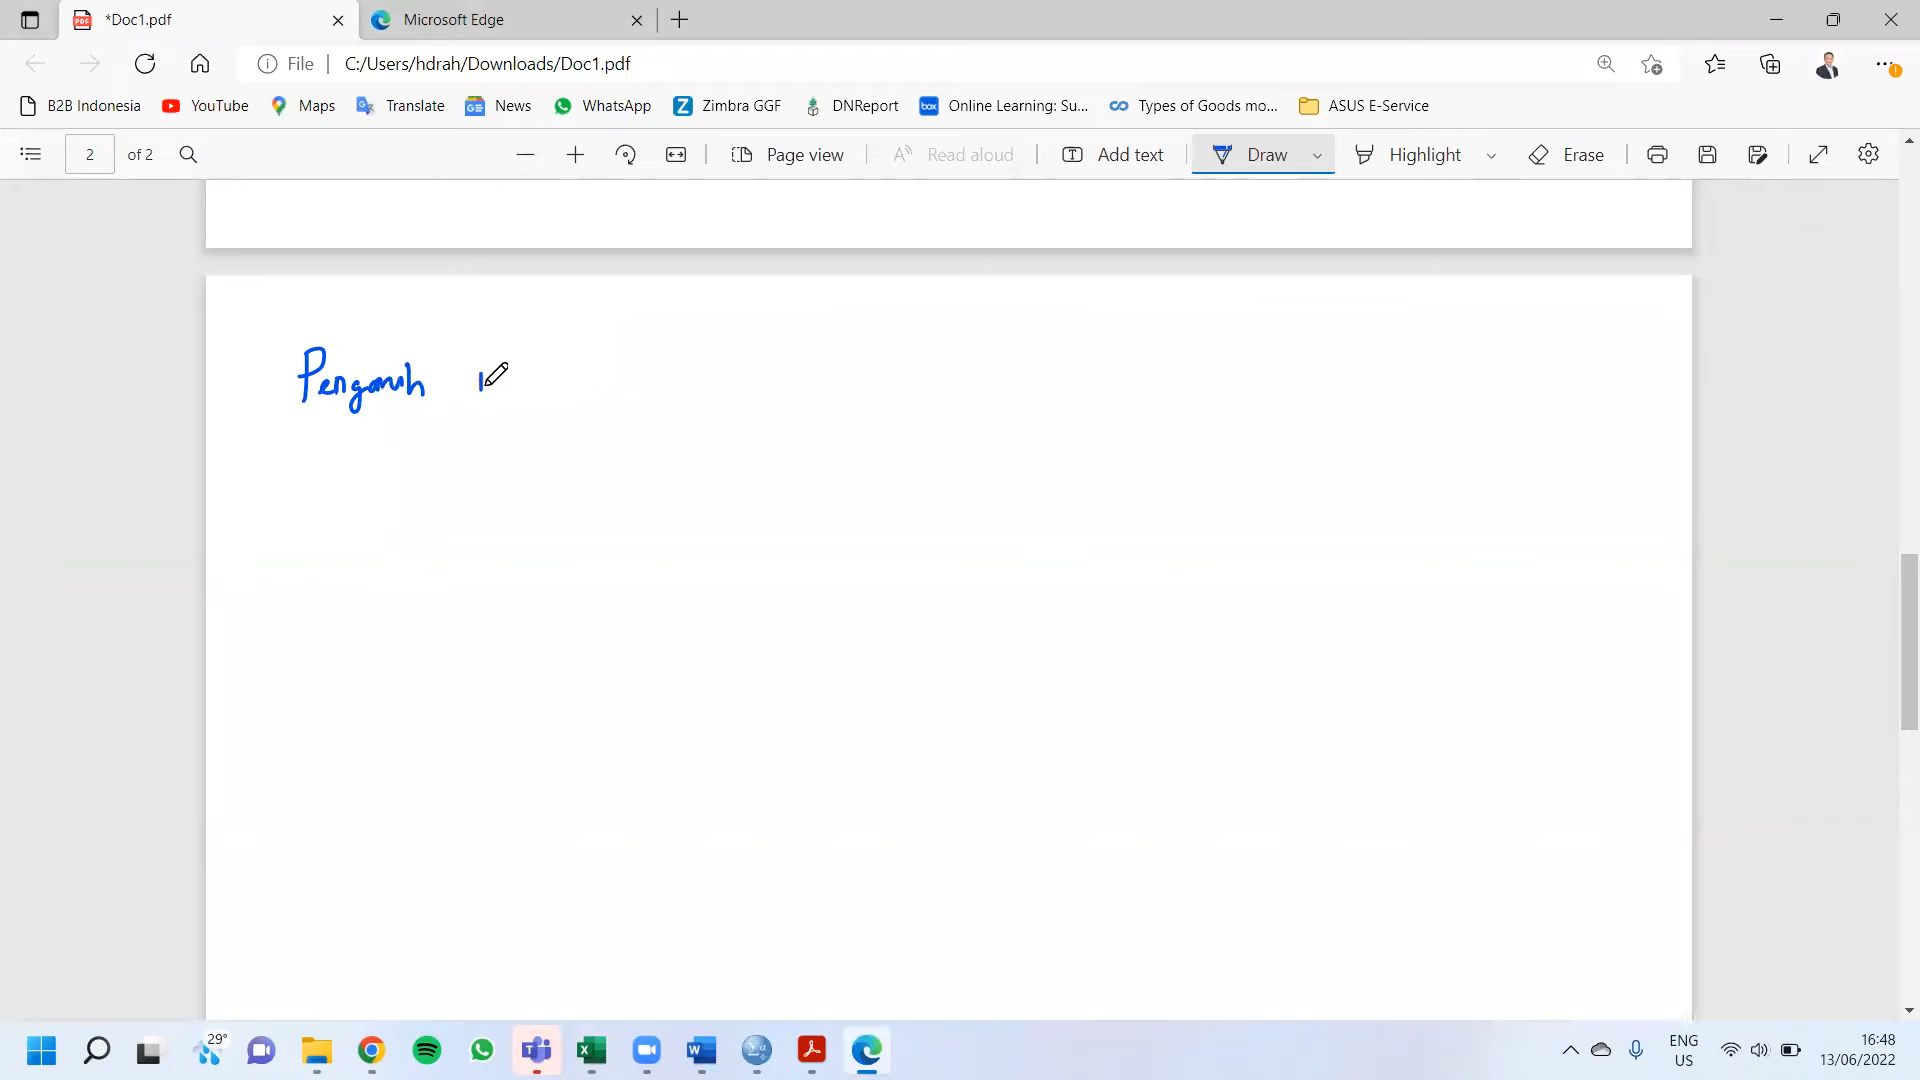 *Doc1.pdf
Microsoft Edge
File
C:/Users/hdrah/Downloads/Doc1.pdf
B2B Indonesia
YouTube
Maps
Translate
News
WhatsApp
Zimbra GGF
DNReport
Online Learning: Su...
Types of Goods mo...
ASUS E-Service
2 of 2
Page view
Read aloud
Add text
Draw
Highlight
Erase
Pengaruh
29°
ENG
US
16:48
13/06/2022